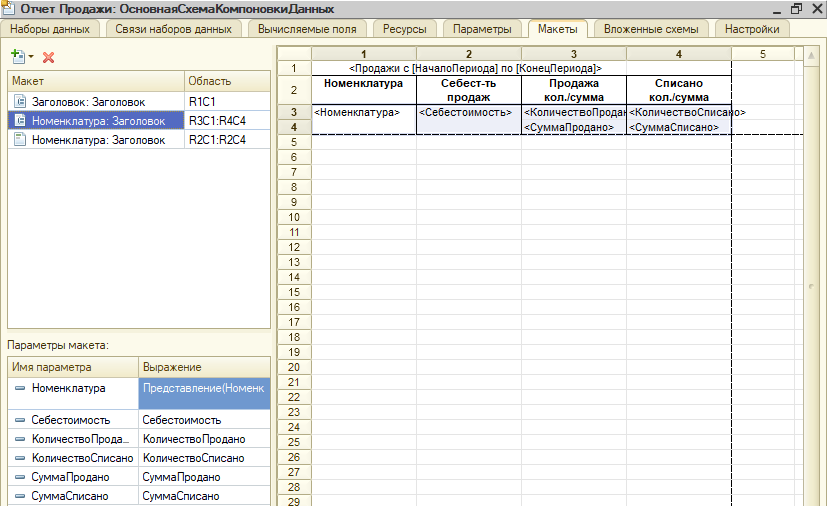 Отчет Продажи: ОсновнаяСхемаКомпоновкиДанных
Наборы данных Связи наборов данных Вычисляемые поля Ресурсы Параметры Макеты Вложенные схемы Настройки
Макет Область
Заголовок: Заголовок R1C1
Номенклатура: Заголовок R3C1:R4C4
Номенклатура: Заголовок R2C1:R2C4
Параметры макета:
Имя параметра Выражение
Номенклатура Представление(Номенк
Себестоимость Себестоимость
КоличествоПрода... КоличествоПродано
КоличествоСписано КоличествоСписано
СуммаПродано СуммаПродано
СуммаСписано СуммаСписано
1 2 3 4 5
1 <Продажи с [НачалоПериода] по [КонецПериода]>
2 Номенклатура Себест-ть продаж Продажа кол./сумма Списано кол./сумма
3 <Номенклатура> <Себестоимость> <КоличествоПродан <КоличествоСписано>
4 <СуммаПродано> <СуммаСписано>
5
6
7
8
9
10
11
12
13
14
15
16
17
18
19
20
21
22
23
24
25
26
27
28
29